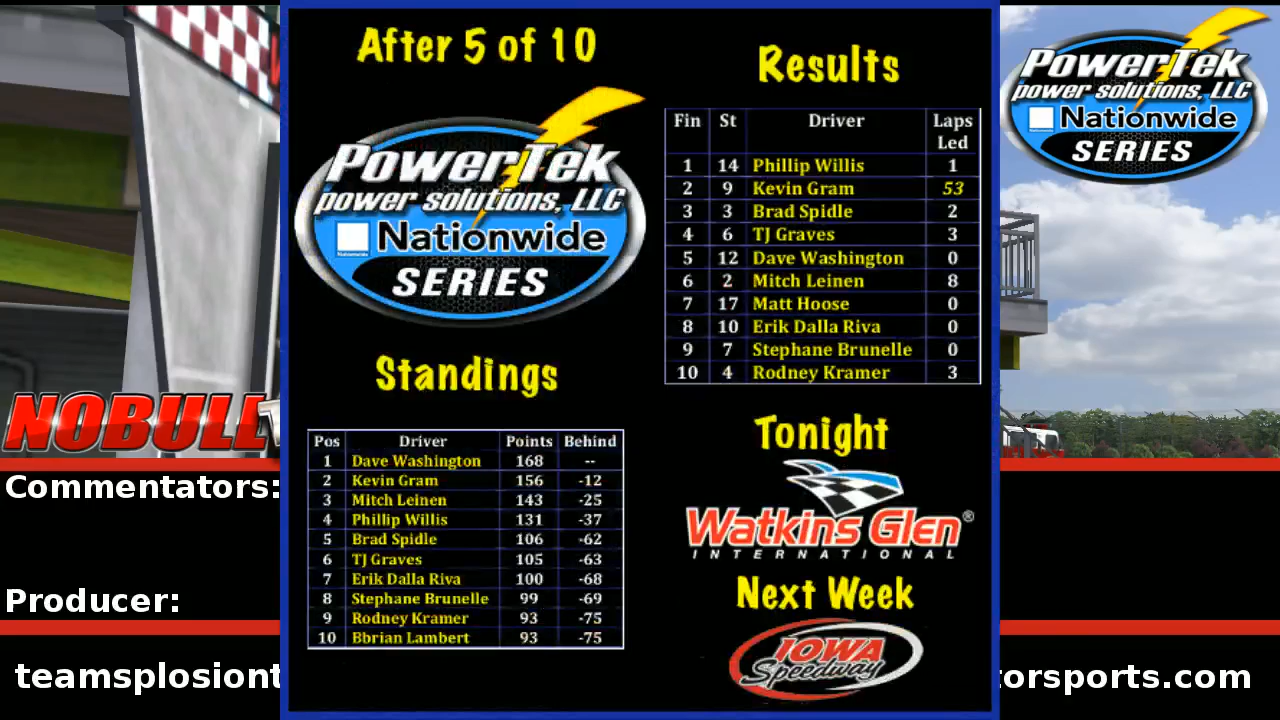 After 5 of 10
PowerTek
power solutions, LLC
Nationwide
Nationwide
SERIES
Standings
Pos Driver Points Behind
1 Dave Washington 168 --
2 Kevin Gram 156 -12
3 Mitch Leinen 143 -25
4 Phillip Willis 131 -37
5 Brad Spidle 106 -62
6 TJ Graves 105 -63
7 Erik Dalla Riva 100 -68
8 Stephane Brunelle 99 -69
9 Rodney Kramer 93 -75
10 Bbrian Lambert 93 -75
Results
Fin St Driver Laps Led
1 14 Phillip Willis 1
2 9 Kevin Gram 53
3 3 Brad Spidle 2
4 6 TJ Graves 3
5 12 Dave Washington 0
6 2 Mitch Leinen 8
7 17 Matt Hoose 0
8 10 Erik Dalla Riva 0
9 7 Stephane Brunelle 0
10 4 Rodney Kramer 3
Tonight
Watkins Glen®
INTERNATIONAL
Next Week
IOWA
Speedway
PowerTek
power solutions, LLC
Nationwide
SERIES
NOBULL
Commentators:
Producer:
teamsplosiont
torsports.com